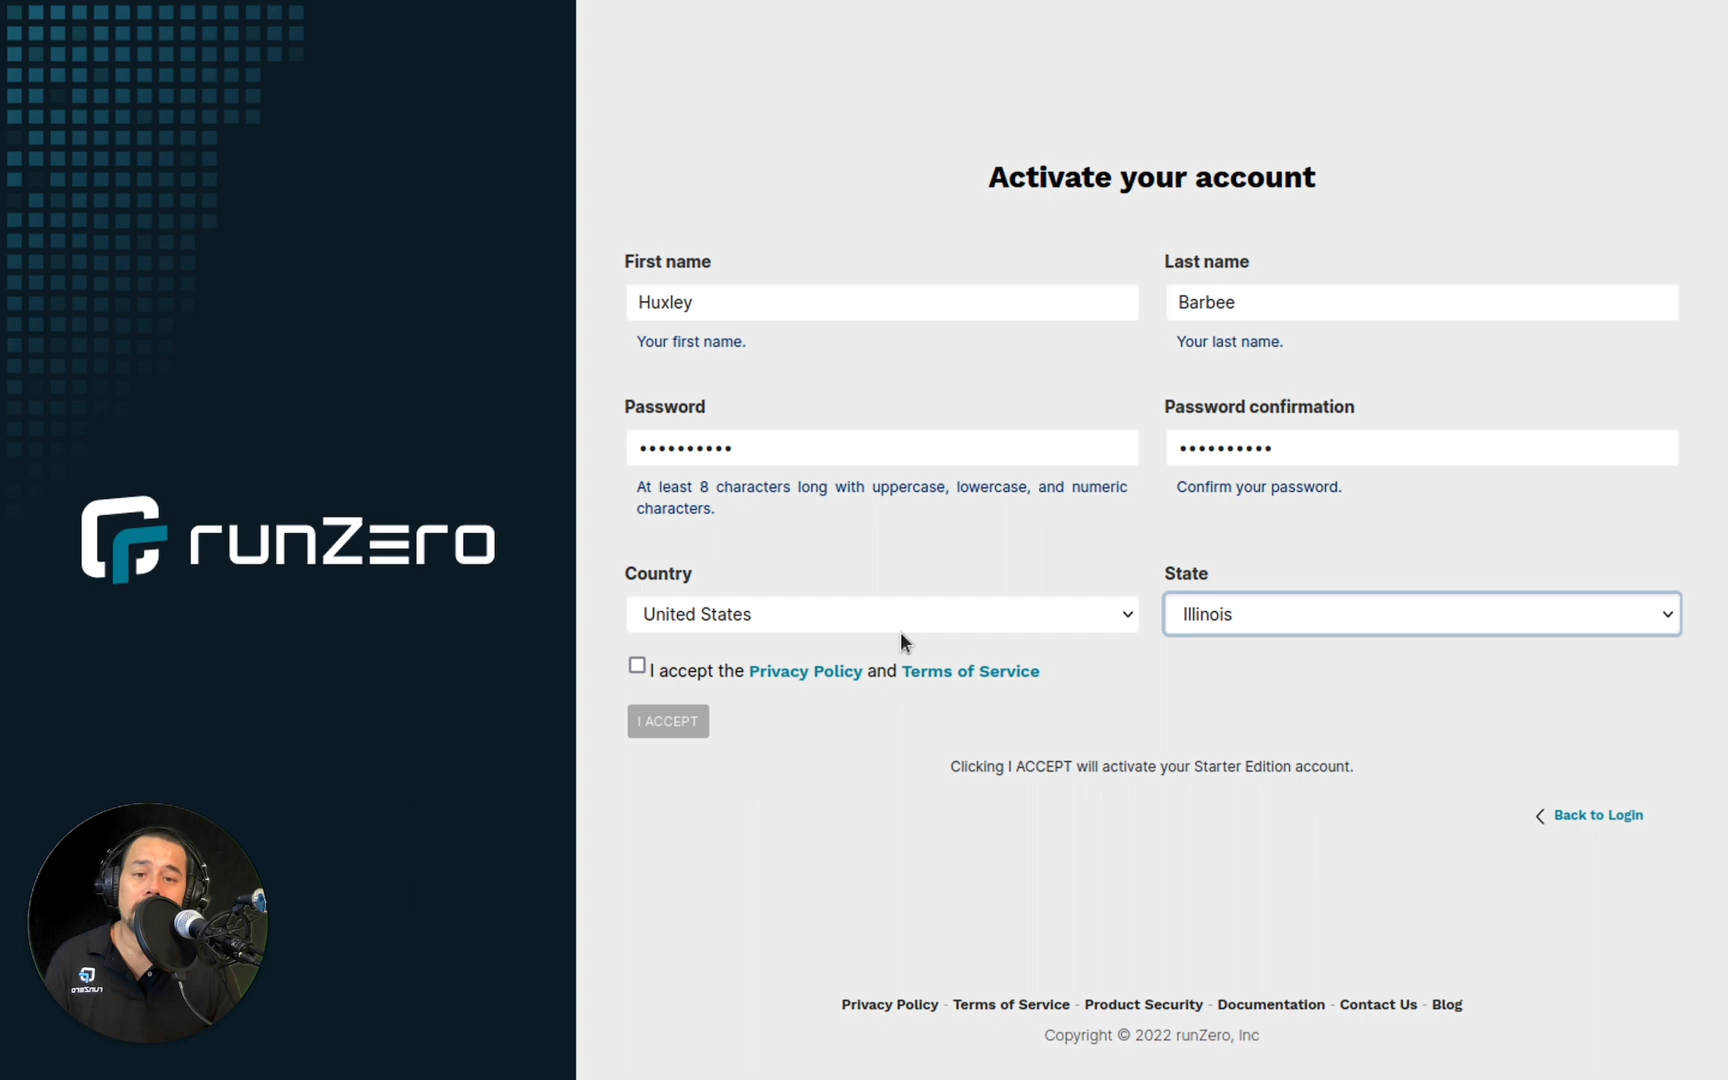 Activate your account
First name
Last name
Huxley
Barbee
Your first name.
Your last name.
Password
Password confirmation
••••••••••
••••••••••
At least 8 characters long with uppercase, lowercase, and numeric
characters.
Confirm your password.
Country
State
United States
Illinois
I accept the Privacy Policy and Terms of Service
I ACCEPT
Clicking I ACCEPT will activate your Starter Edition account.
Back to Login
runZero
Privacy Policy - Terms of Service - Product Security - Documentation - Contact Us - Blog
Copyright © 2022 runZero, Inc